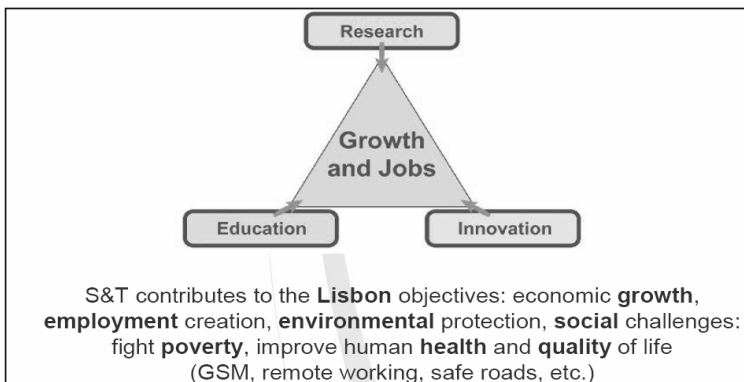 Research
Growth
and Jobs
Education
Innovation
S&T contributes to the Lisbon objectives: economic growth,
employment creation, environmental protection, social challenges:
fight poverty, improve human health and quality of life
(GSM, remote working, safe roads, etc.)